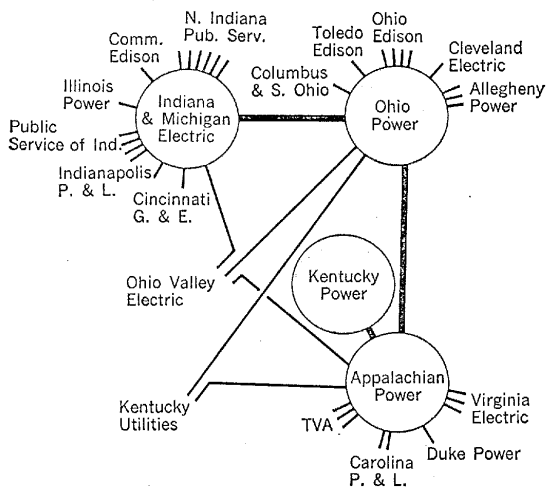 N. Indiana
Pub. Serv.
Comm.
Edison
Illinois
Power
Indiana
& Michigan
Electric
Public
Service of Ind.
Indianapolis
P. & L.
Cincinnati
G. & E.
Toledo
Edison
Ohio
Edison
Cleveland
Electric
Columbus
& S. Ohio
Allegheny
Power
Ohio
Power
Ohio Valley
Electric
Kentucky
Power
Appalachian
Power
Kentucky
Utilities
TVA
Virginia
Electric
Duke Power
Carolina
P. & L.